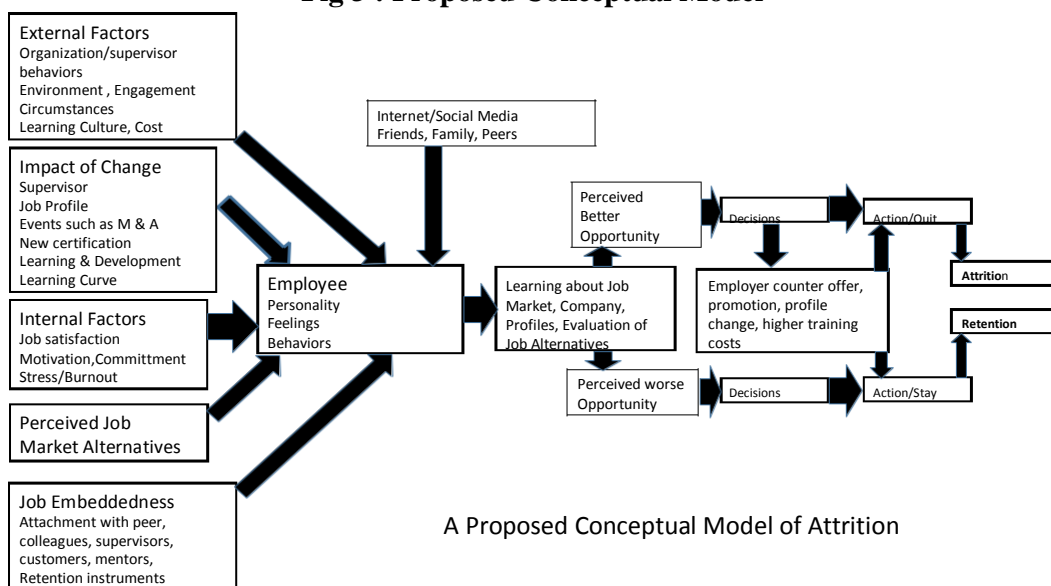 Fig 3 : Proposed Conceptual Model
External Factors
Organization/supervisor
behaviors
Environment , Engagement
Circumstances
Learning Culture, Cost
Impact of Change
Supervisor
Job Profile
Events such as M & A
New certification
Learning & Development
Learning Curve
Internal Factors
Job satisfaction
Motivation,Committment
Stress/Burnout
Perceived Job
Market Alternatives
Job Embeddedness
Attachment with peer,
colleagues, supervisors,
customers, mentors,
Retention instruments
Internet/Social Media
Friends, Family, Peers
Employee
Personality
Feelings
Behaviors
Learning about Job
Market, Company,
Profiles, Evaluation of
Job Alternatives
Perceived
Better
Opportunity
Perceived worse
Opportunity
Decisions
Action/Quit
Employer counter offer,
promotion, profile
change, higher training
costs
Decisions
Action/Stay
Attrition
Retention
A Proposed Conceptual Model of Attrition